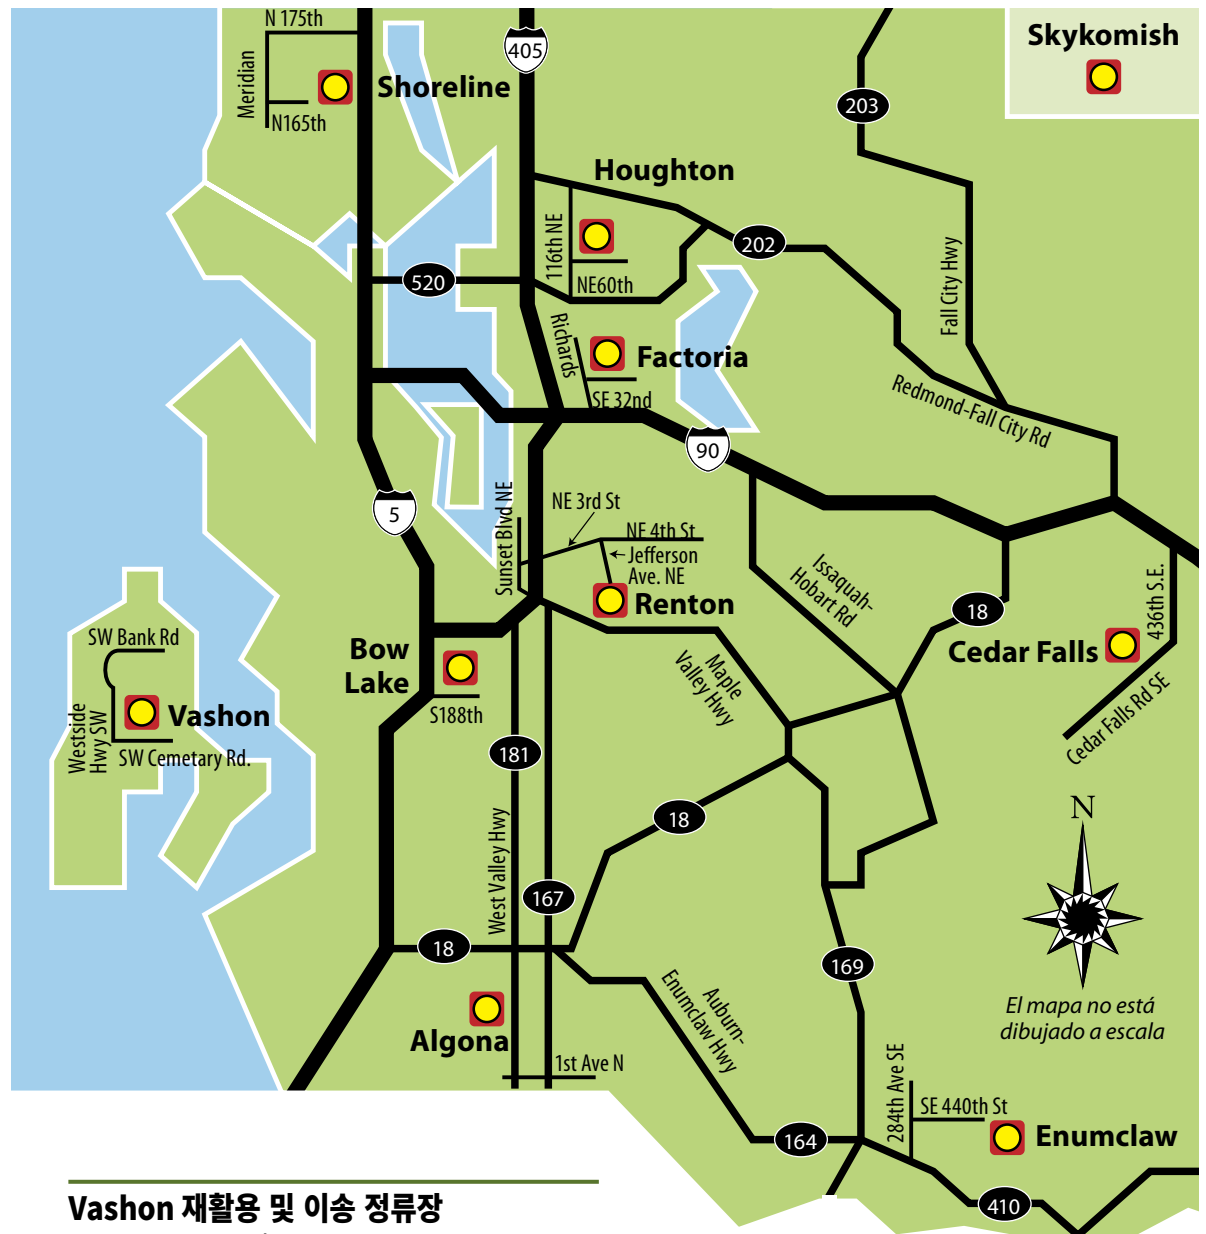 N 175th
405
Skykomish
Meridian
Shoreline
203
N165th
Houghton
116th NE
202
520
NE60th
Fall City Hwy
Richards
Factoria
SE 32nd
Redmond-Fall City Rd
90
5
Sunset Blvd NE
NE 3rd St
NE 4th St
Jefferson
Ave. NE
Renton
Issaquah-
Hobart Rd
18
436th S.E.
Cedar Falls
Cedar Falls Rd SE
SW Bank Rd
Bow
Lake
Maple
Valley Hwy
S188th
Westside
Hwy SW
Vashon
SW Cemetary Rd.
181
18
N
West Valley Hwy
167
18
169
Auburn-
Enumclaw Hwy
El mapa no está
dibujado a escala
Algona
1st Ave N
284th Ave SE
SE 440th St
164
Enumclaw
410
Vashon 재활용 및 이송 정류장